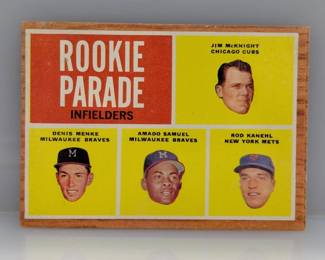 ROOKIE
PARADE
INFIELDERS
JIM McKNIGHT
CHICAGO CUBS
DENIS MENKE
MILWAUKEE BRAVES
AMADO SAMUEL
MILWAUKEE BRAVES
ROD KANEHL
NEW YORK METS
M
M